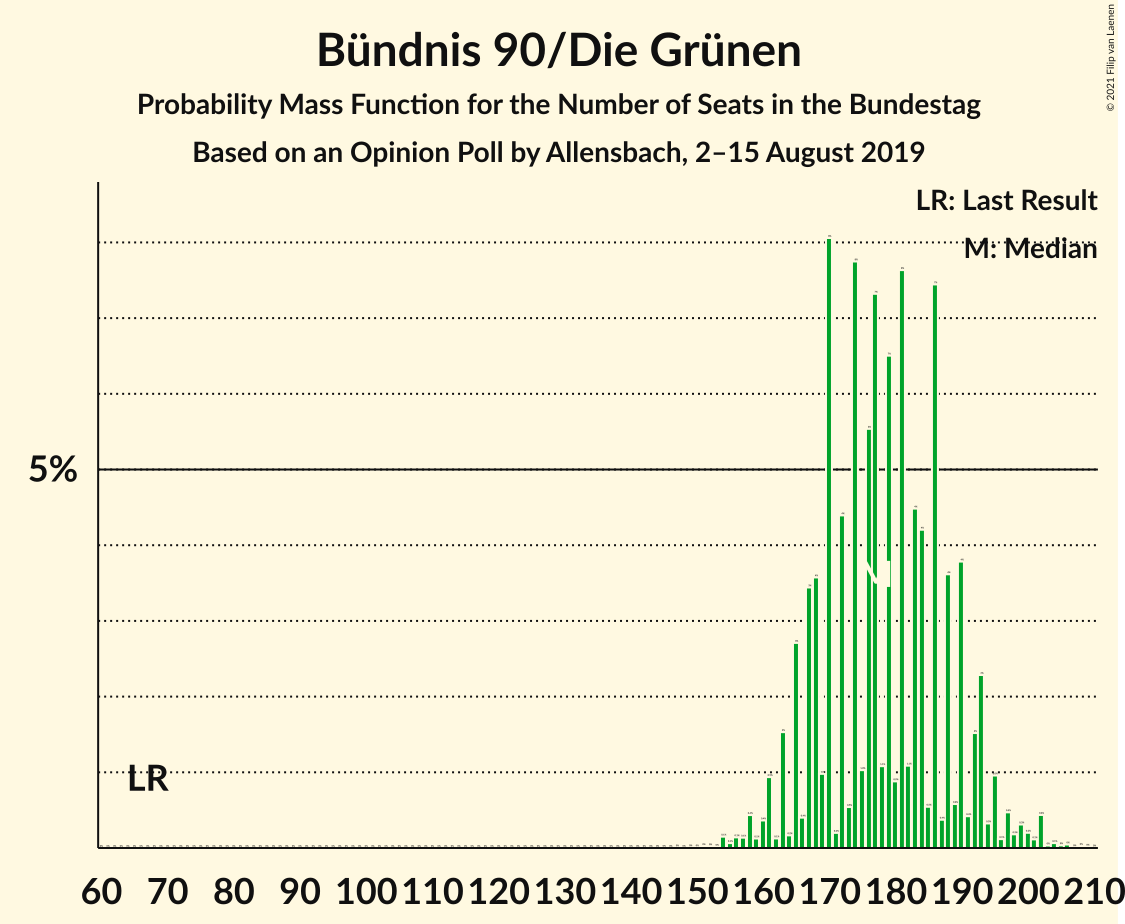 Bündnis 90/Die Grünen
Probability Mass Function for the Number of Seats in the Bundestag
Based on an Opinion Poll by Allensbach, 2–15 August 2019
© 2021 Filip van Laenen
LR: Last Result
M: Median
5%
LR
M
60 70 80 90 100 110 120 130 140 150 160 170 180 190 200 210